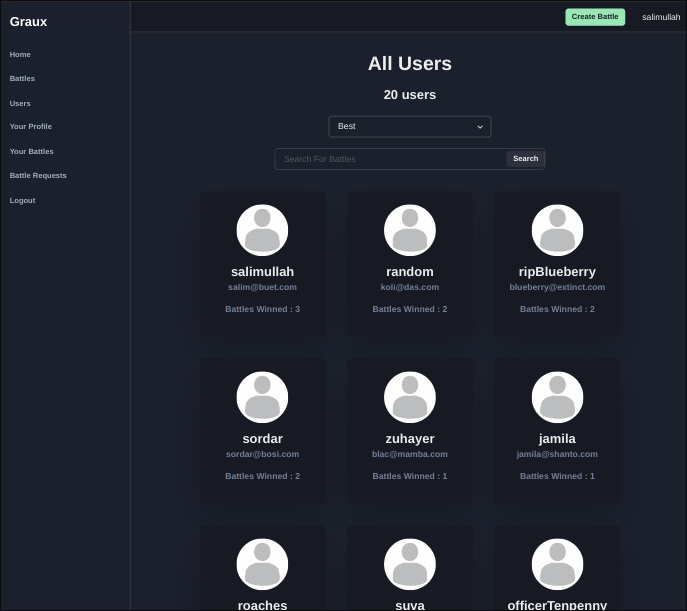 Graux
Create Battle
salimullah
Home
Battles
Users
Your Profile
Your Battles
Battle Requests
Logout
All Users
20 users
Best
Search For Battles
Search
salimullah
salim@buet.com
Battles Winned : 3
random
koli@das.com
Battles Winned : 2
ripBlueberry
blueberry@extinct.com
Battles Winned : 2
sordar
sordar@bosi.com
Battles Winned : 2
zuhayer
blac@mamba.com
Battles Winned : 1
jamila
jamila@shanto.com
Battles Winned : 1
roaches
suva
officerTenpenny